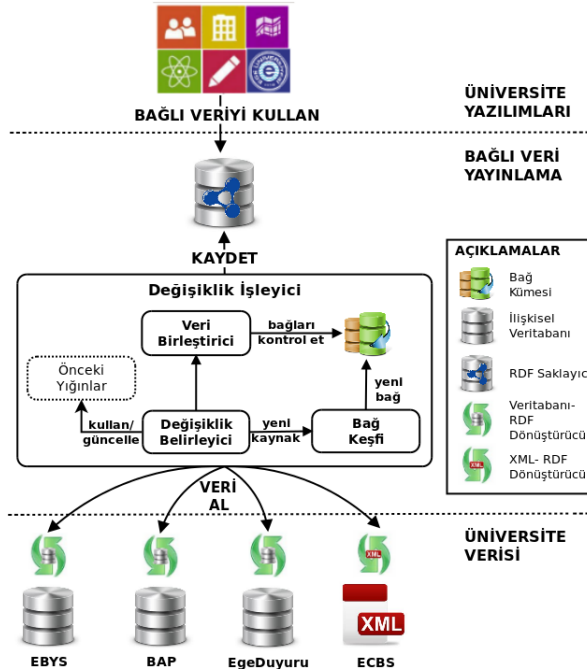 BAĞLI VERİYİ KULLAN
ÜNİVERSİTE
YAZILIMLARI
BAĞLI VERİ
YAYINLAMA
KAYDET
Değişiklik İşleyici
Veri
Birleştirici
bağları
kontrol et
Önceki
Yığınlar
kullan/
güncelle
Değişiklik
Belirleyici
yeni
kaynak
yeni
bağ
Bağ
Keşfi
AÇIKLAMALAR
Bağ
Kümesi
İlişkisel
Veritabanı
RDF Saklayıc
Veritabanı-
RDF
Dönüştürücü
XML
XML- RDF
Dönüştürücü
VERİ
AL
ÜNİVERSİTE
VERİSİ
XML
XML
EBYS
BAP
EgeDuyuru
ECBS